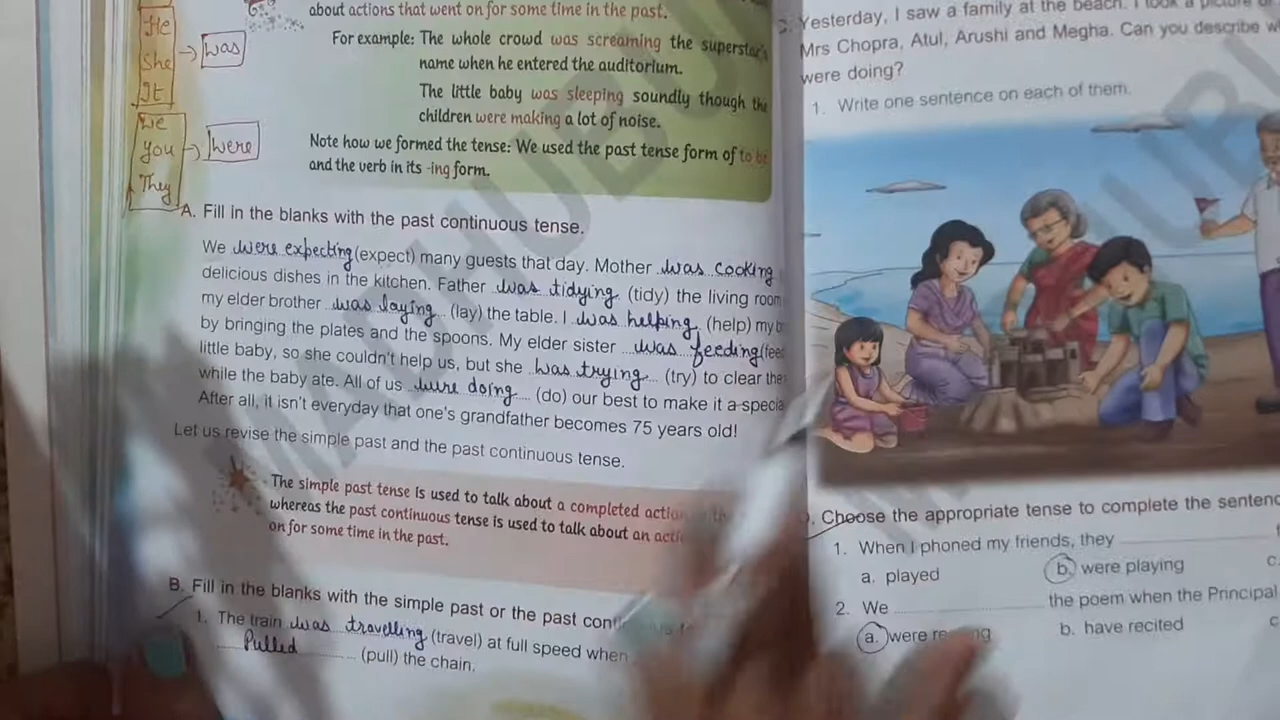 He
She
It
was
We
You
They
were
about actions that went on for some time in the past.
For example: The whole crowd was screaming the superstar's
name when he entered the auditorium.
The little baby was sleeping soundly though the
children were making a lot of noise.
Note how we formed the tense: We used the past tense form of to be
and the verb in its -ing form.
A. Fill in the blanks with the past continuous tense.
We were expecting (expect) many guests that day. Mother was cooking
delicious dishes in the kitchen. Father was tidying (tidy) the living room
my elder brother was laying (lay) the table. I was helping (help) my
by bringing the plates and the spoons. My elder sister was feeding
little baby, so she couldn't help us, but she was trying (try) to clear the
while the baby ate. All of us were doing (do) our best to make it a
After all, it isn't everyday that one's grandfather becomes 75 years old!
Let us revise the simple past and the past continuous tense.
The simple past tense is used to talk about a completed
whereas the past continuous tense is used to talk about an
on for some time in the past.
B. Fill in the blanks with the simple past or the past
1. The train was travelling (travel) at full speed when
Pulled (pull) the chain.
Yesterday, I saw a family at the beach. I took a picture of
Mrs Chopra, Atul, Arushi and Megha. Can you describe
were doing?
1. Write one sentence on each of them.
Choose the appropriate tense to complete the
1. When I phoned my friends, they
a. played b. were playing c.
2. We the poem when the Principal
a. were b. have recited c